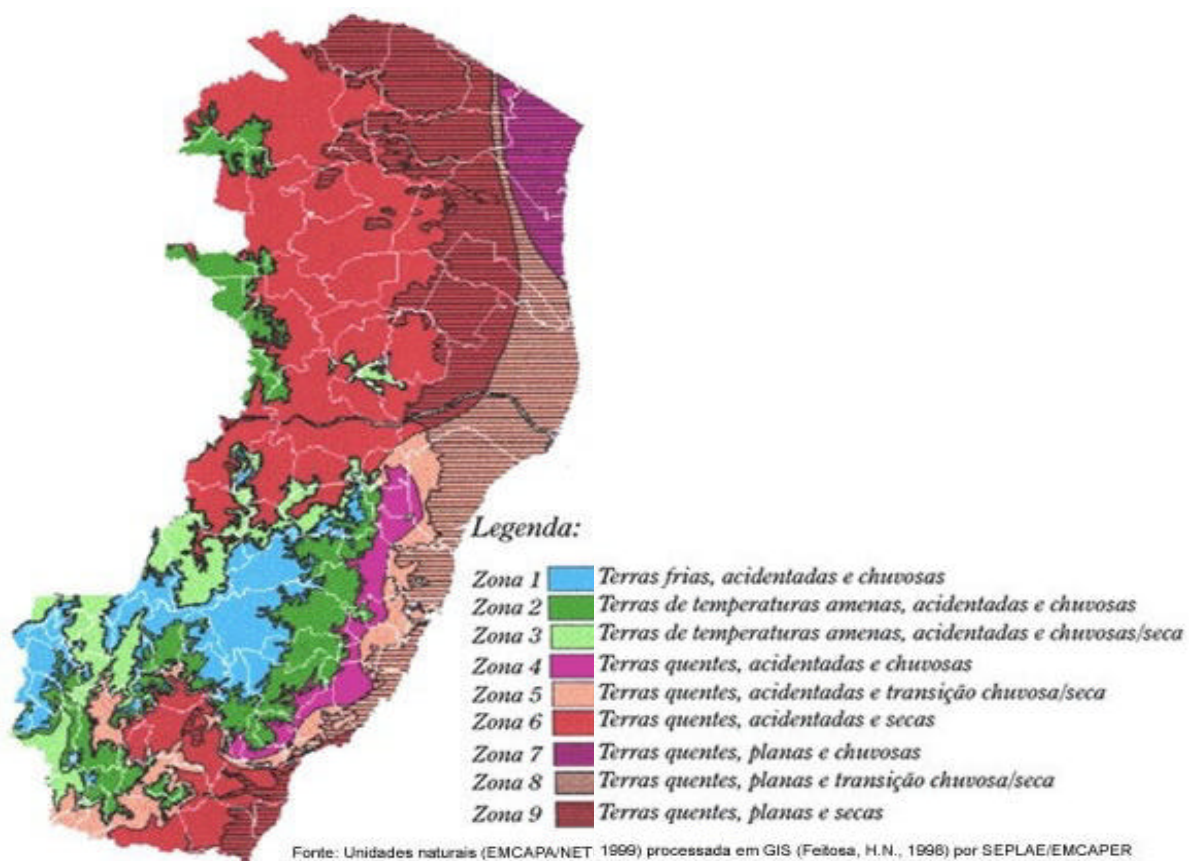 Legenda:
Zona 1 Terras frias, acidentadas e chuvosas
Zona 2 Terras de temperaturas amenas, acidentadas e chuvosas
Zona 3 Terras de temperaturas amenas, acidentadas e chuvosas/seca
Zona 4 Terras quentes, acidentadas e chuvosas
Zona 5 Terras quentes, acidentadas e transição chuvosa/seca
Zona 6 Terras quentes, acidentadas e secas
Zona 7 Terras quentes, planas e chuvosas
Zona 8 Terras quentes, planas e transição chuvosa/seca
Zona 9 Terras quentes, planas e secas
Fonte: Unidades naturais (EMCAPA/NET 1999) processada em GIS (Feitosa, H.N., 1998) por SEPLAE/EMCAPER